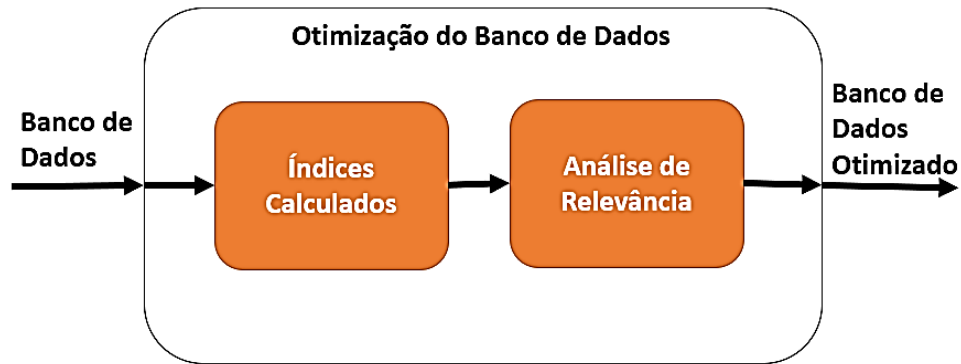 Otimização do Banco de Dados
Banco de
Dados
Índices
Calculados
Análise de
Relevância
Banco de
Dados
Otimizado